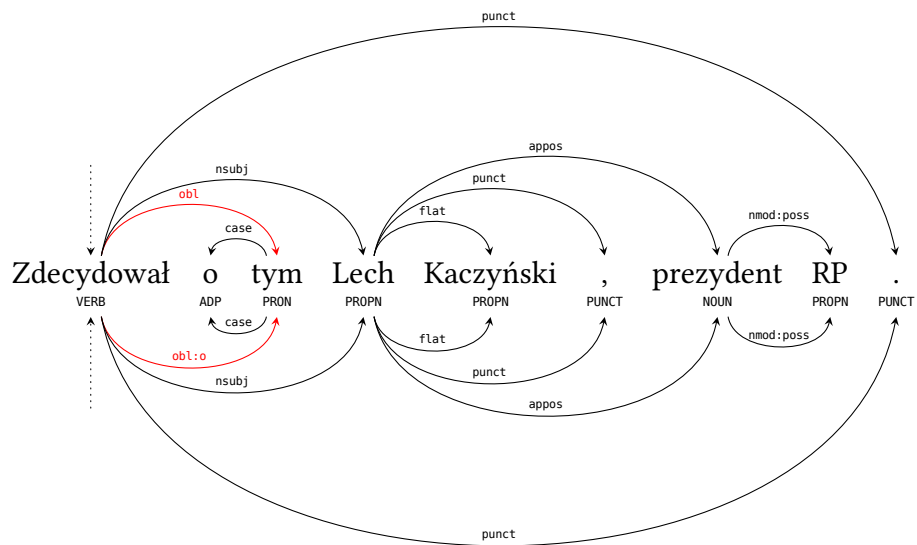 punct
appos
nsubj
punct
obl
flat
nmod:poss
case
Zdecydował o tym Lech Kaczyński , prezydent RP .
VERB ADP PRON PROPN PROPN PUNCT NOUN PROPN PUNCT
case
flat
nmod:poss
obl:o
punct
nsubj
appos
punct